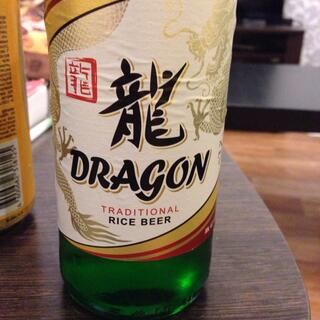 龍
龍
DRAGON
TRADITIONAL
RICE BEER